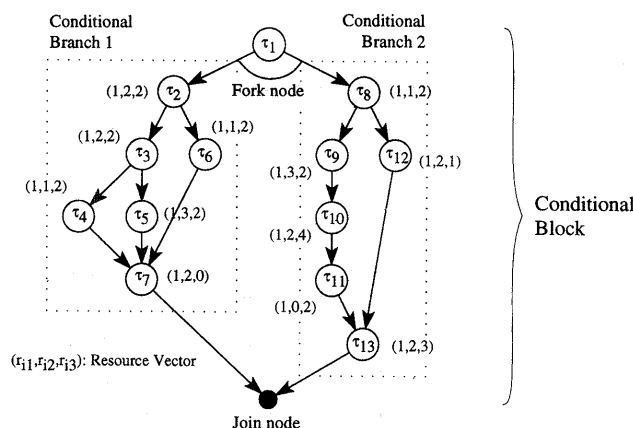 Conditional
Branch 1
Conditional
Branch 2
τ1
Fork node
τ2
(1,2,2)
τ8
(1,1,2)
(1,2,2)
τ3
τ6
(1,1,2)
τ9
(1,3,2)
τ12
(1,2,1)
(1,1,2)
τ4
τ5
(1,3,2)
τ10
(1,2,4)
Conditional
Block
τ7
(1,2,0)
τ11
(1,0,2)
τ13
(1,2,3)
(ri1,ri2,ri3): Resource Vector
Join node